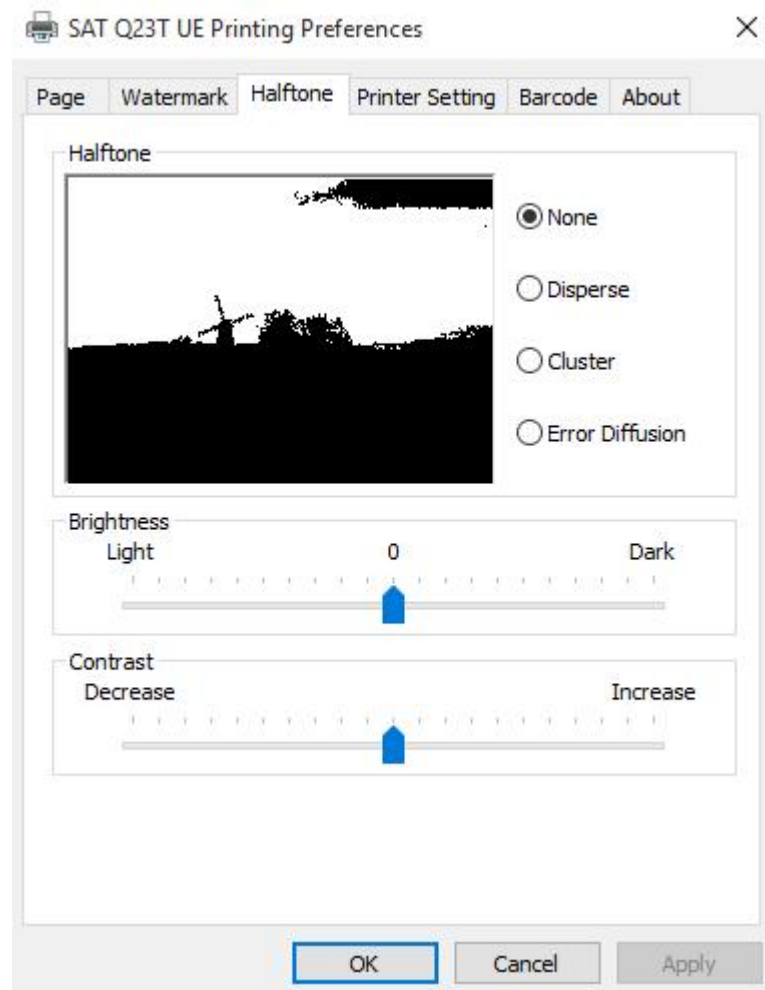 SAT Q23T UE Printing Preferences
Page Watermark Halftone Printer Setting Barcode About
Halftone
None
Disperse
Cluster
Error Diffusion
Brightness
Light 0 Dark
Contrast
Decrease Increase
OK Cancel Apply